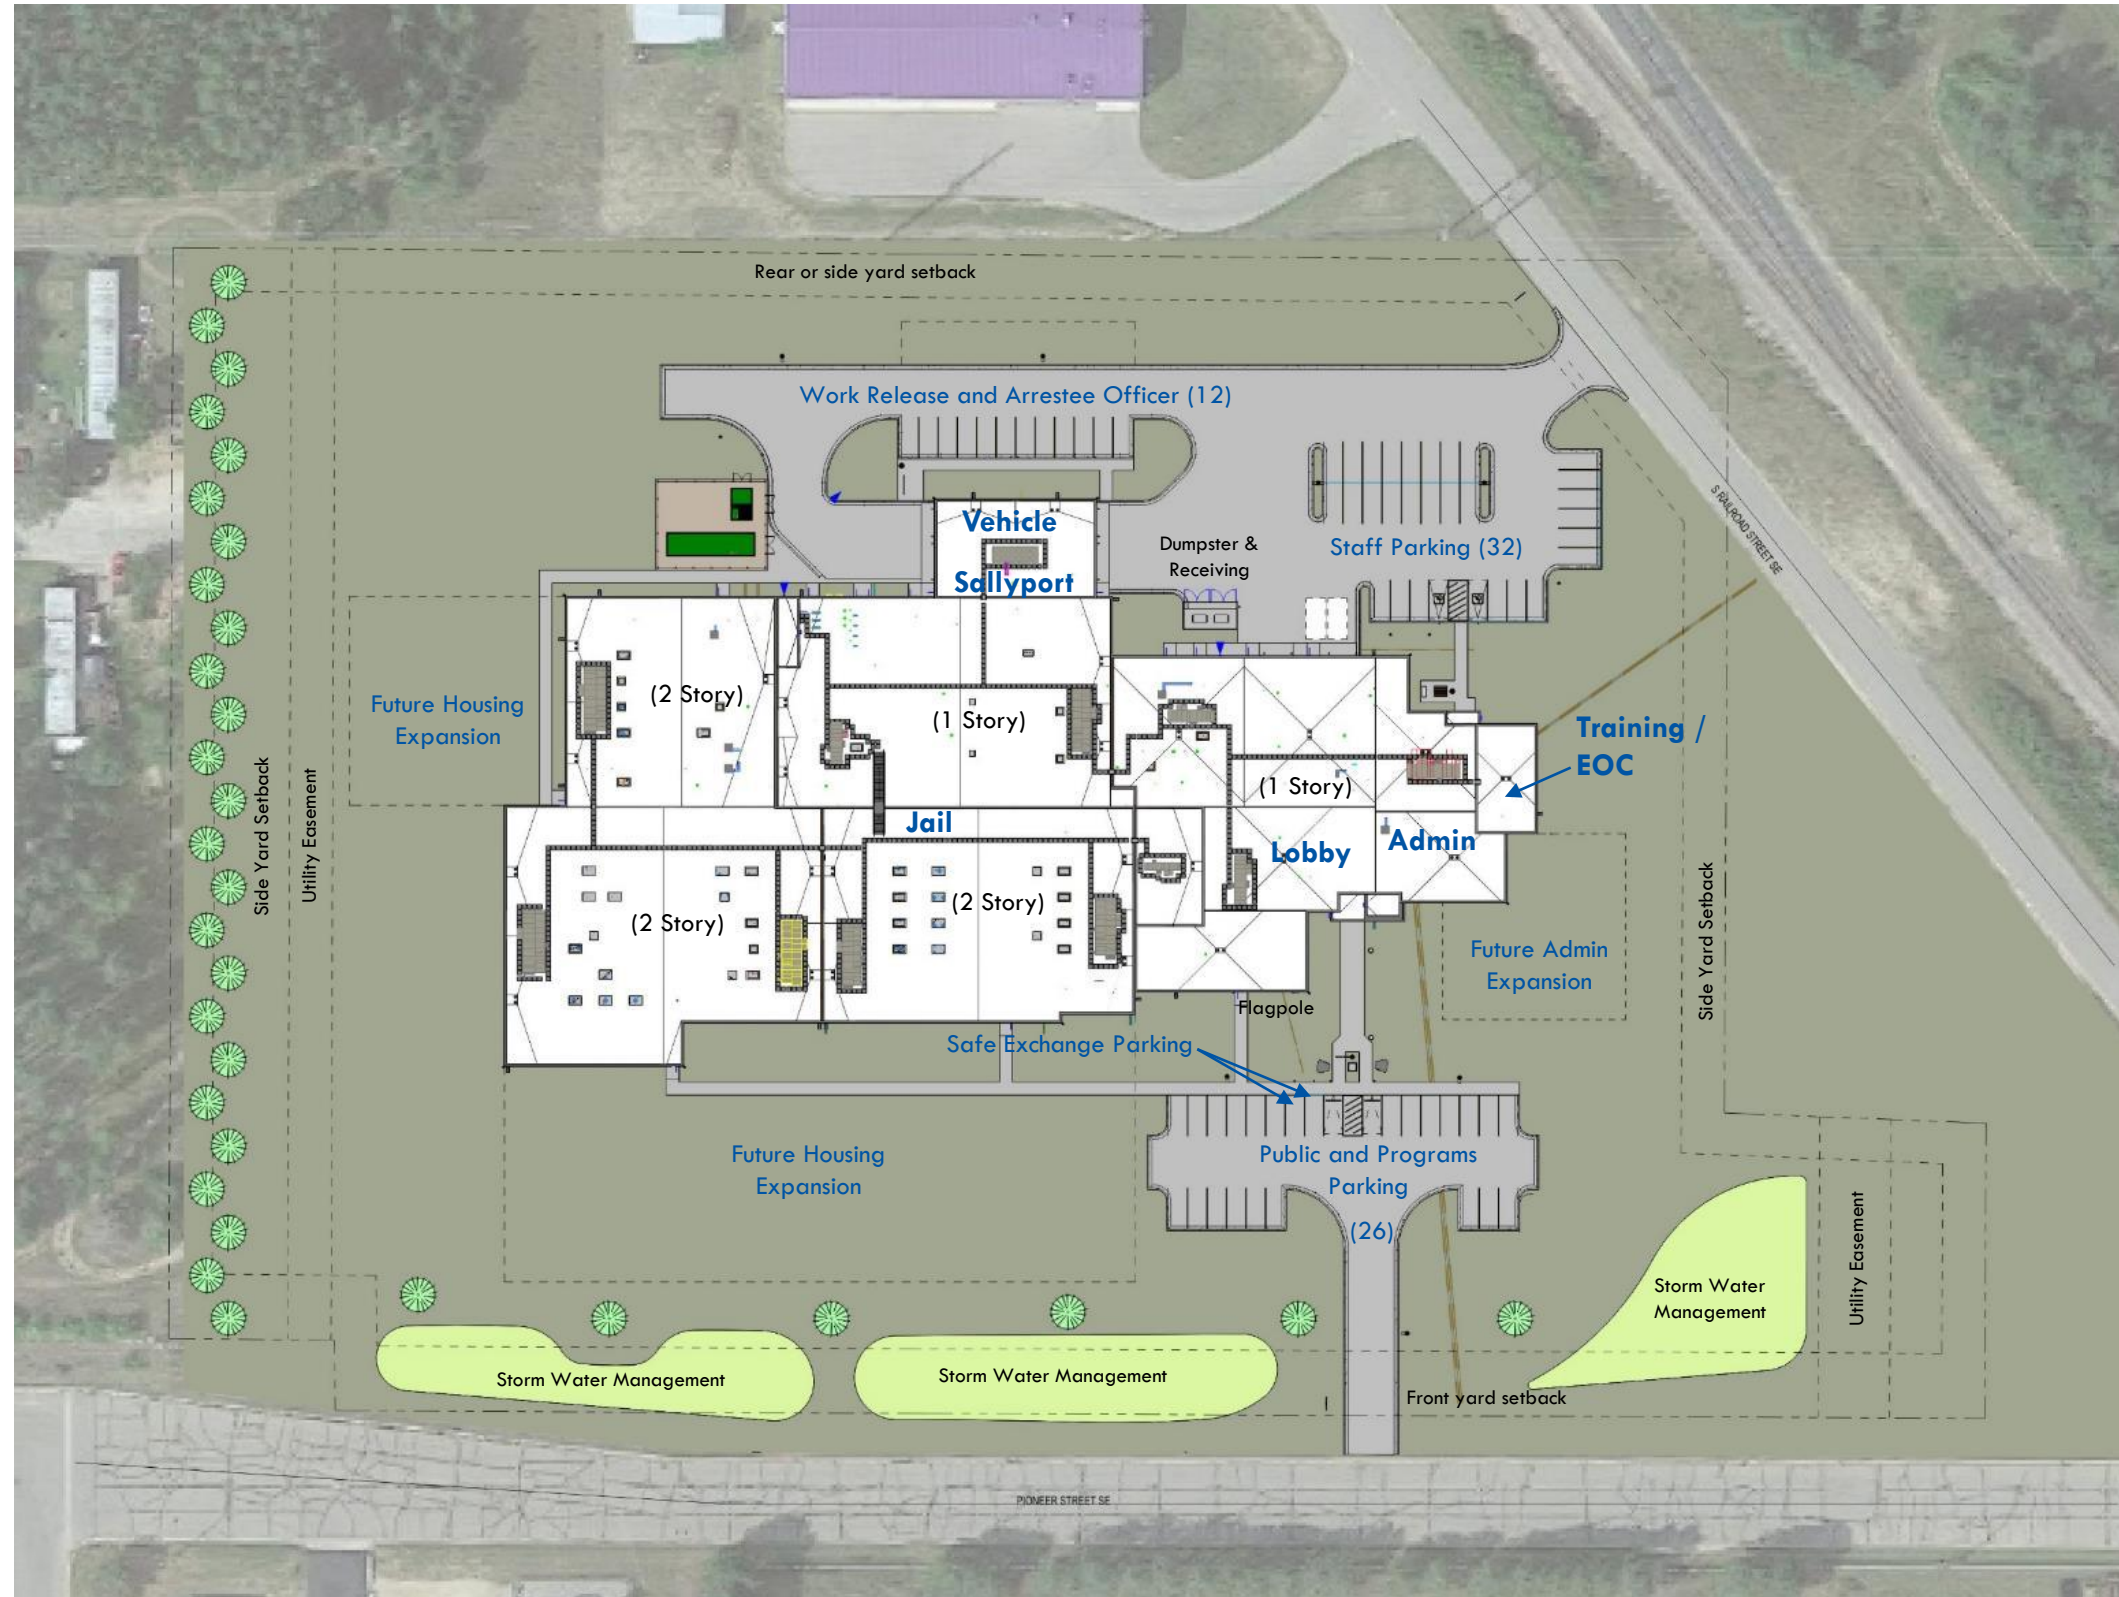 Rear or side yard setback
Work Release and Arrestee Officer (12)
Vehicle
Sallyport
Dumpster &
Receiving
Staff Parking (32)
S RAILROAD STREET SE
(2 Story)
(1 Story)
Future Housing
Expansion
Training /
EOC
(1 Story)
Side Yard Setback
Utility Easement
Jail
Lobby
Admin
(2 Story)
(2 Story)
Future Admin
Expansion
Side Yard Setback
Flagpole
Safe Exchange Parking
Future Housing
Expansion
Public and Programs
Parking
(26)
Utility Easement
Storm Water
Management
Storm Water Management
Storm Water Management
Front yard setback
PIONEER STREET SE